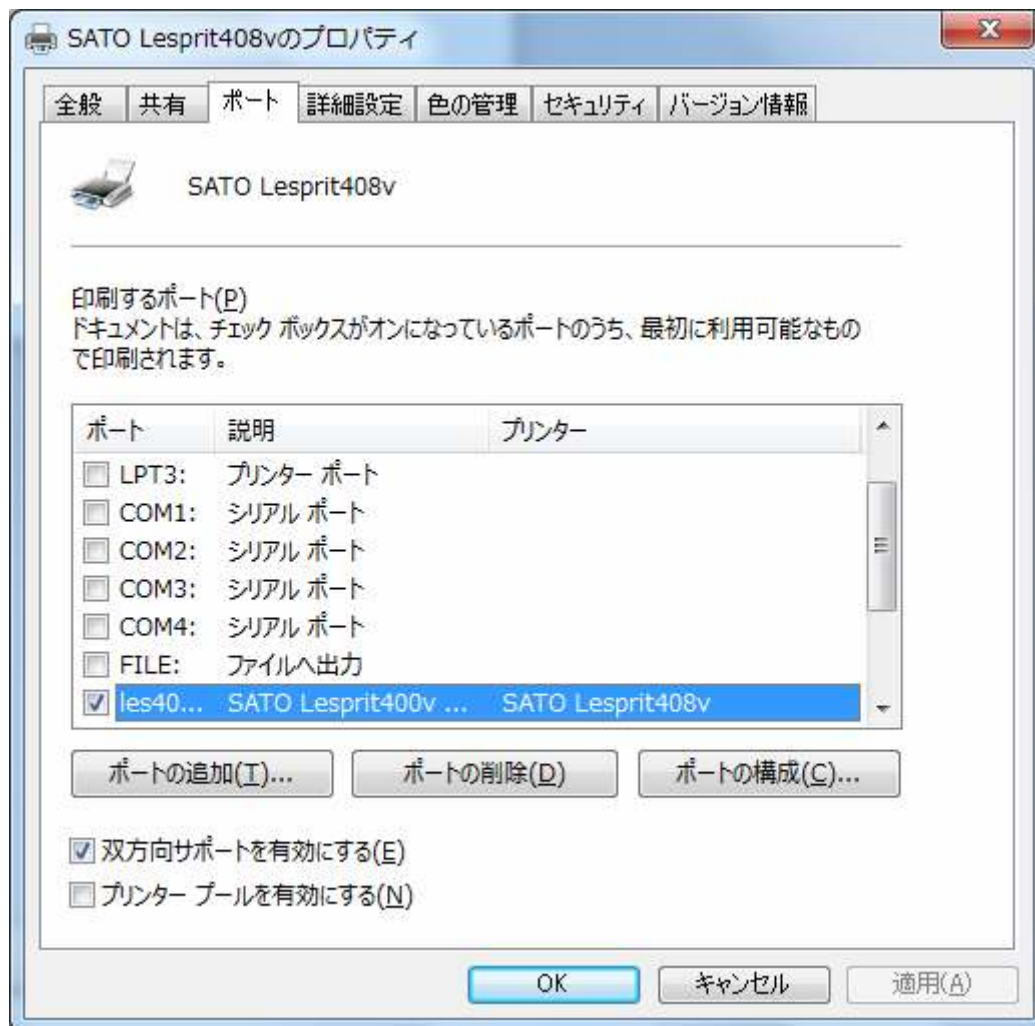 SATO Lesprit408vのプロパティ
全般 共有 ポート 詳細設定 色の管理 セキュリティ バージョン情報
SATO Lesprit408v
印刷するポート(P)
ドキュメントは、チェック ボックスがオンになっているポートのうち、最初に利用可能なもの
で印刷されます。
ポート 説明 プリンター
LPT3: プリンター ポート
COM1: シリアル ポート
COM2: シリアル ポート
COM3: シリアル ポート
COM4: シリアル ポート
FILE: ファイルへ出力
les40... SATO Lesprit400v ... SATO Lesprit408v
ポートの追加(T)... ポートの削除(D) ポートの構成(C)...
双方向サポートを有効にする(E)
プリンター プールを有効にする(N)
OK キャンセル 適用(A)